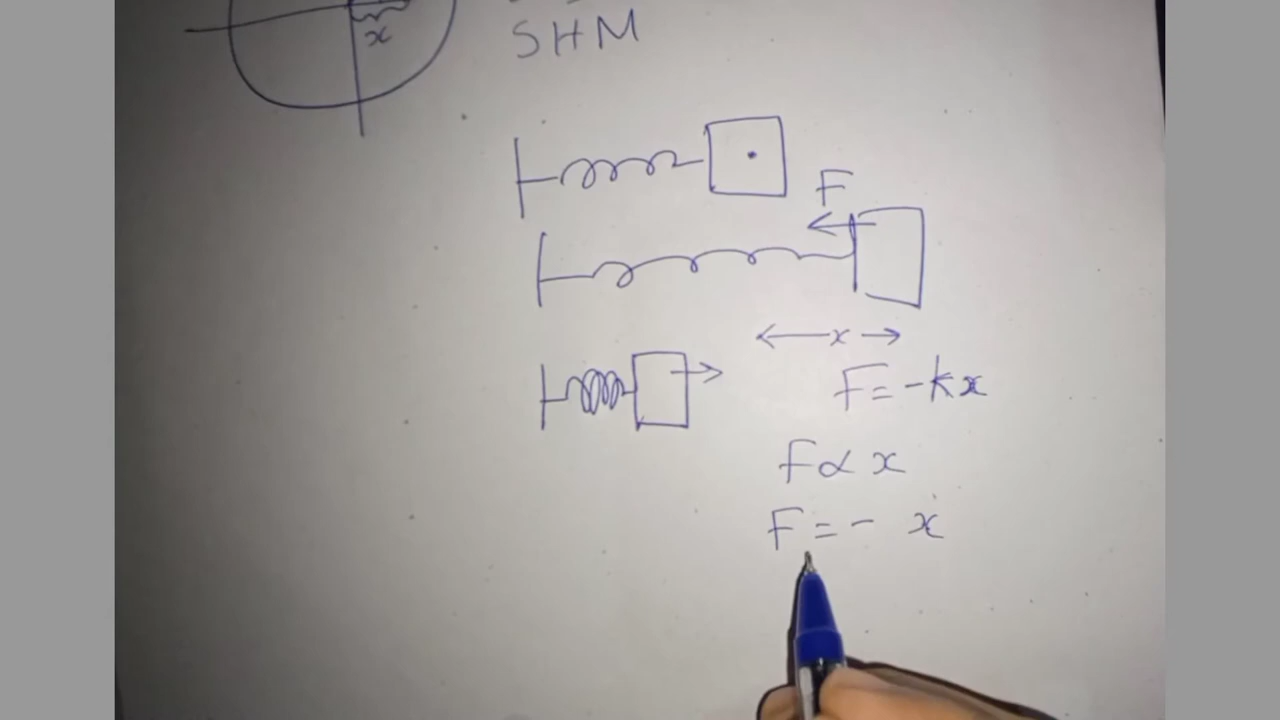 x
SHM
F
x
F = -kx
F ∝ x
F = - x